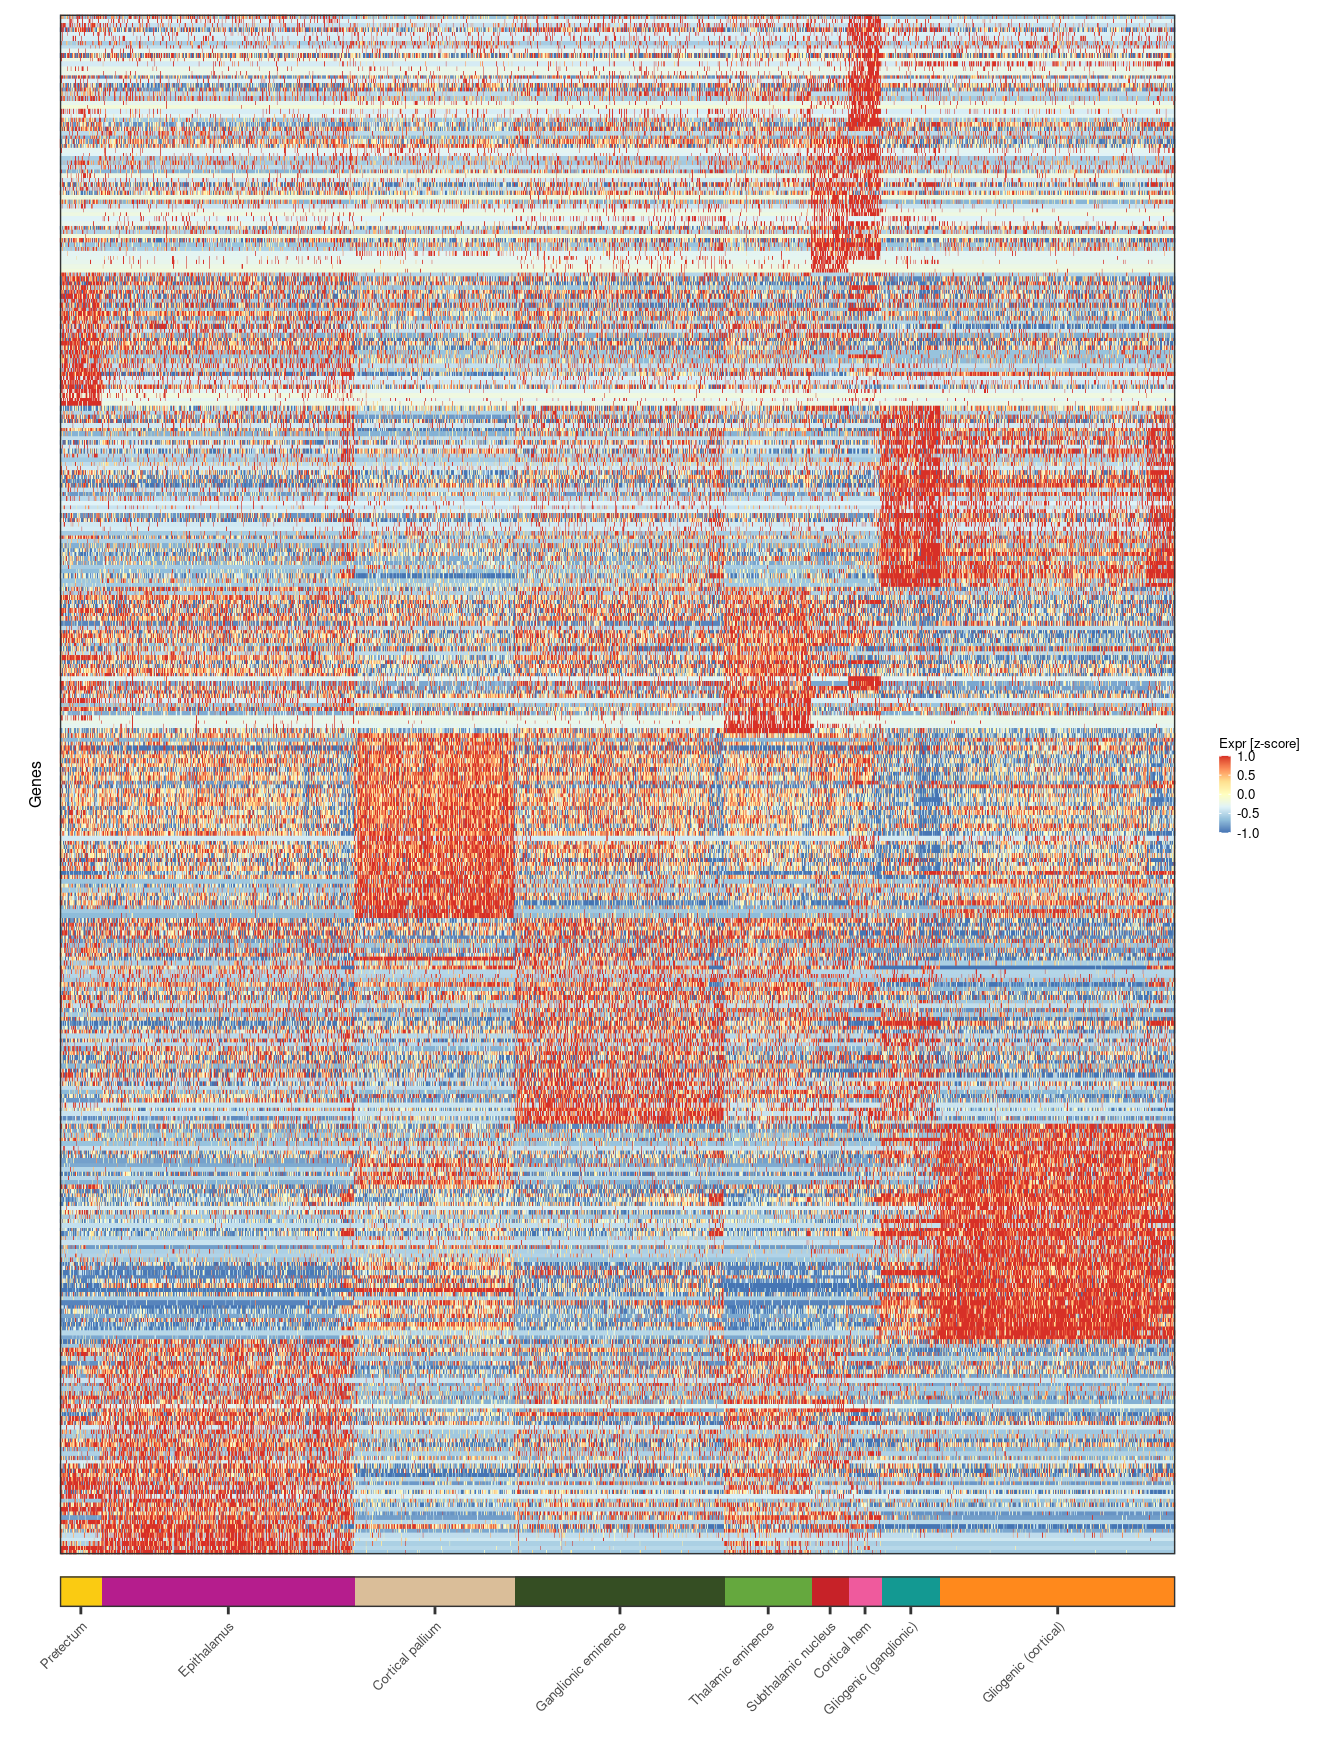 Genes
Expr [z-score]
1.0
0.5
0.0
-0.5
-1.0
Pretectum
Epithalamus
Cortical pallium
Ganglionic eminence
Thalamic eminence
Subthalamic nucleus
Cortical hem
Gliogenic (ganglionic)
Gliogenic (cortical)